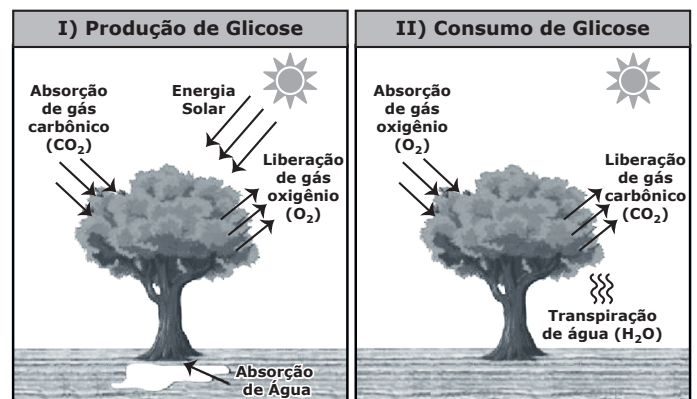 I) Produção de Glicose
Absorção
de gás
carbônico
(CO₂)
Energia
Solar
Liberação
de gás
oxigênio
(O₂)
Absorção
de Água
II) Consumo de Glicose
Absorção
de gás
oxigênio
(O₂)
Liberação
de gás
carbônico
(CO₂)
Transpiração
de água (H₂O)